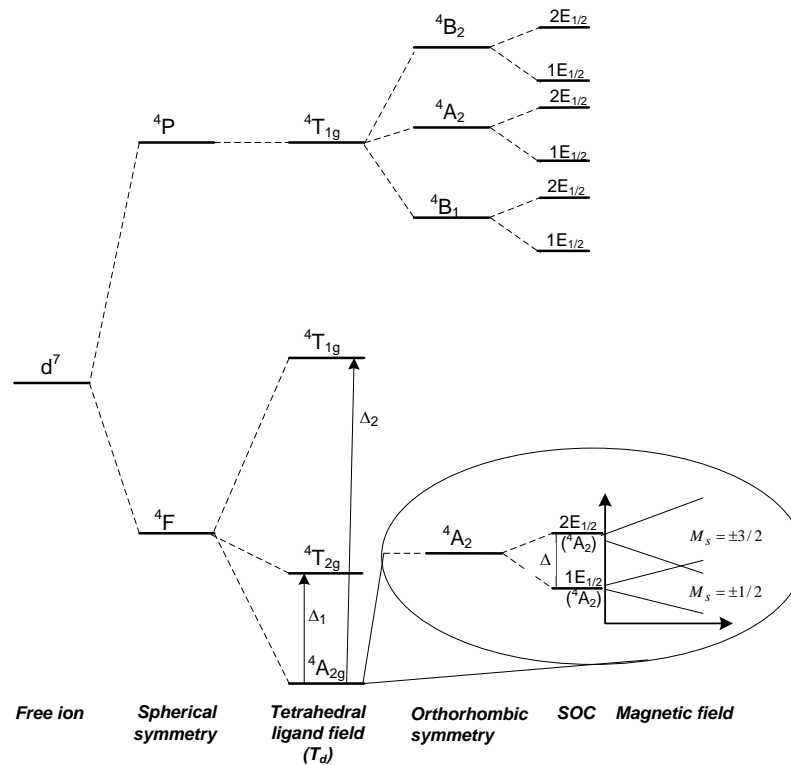 ⁴B₂
2E₁/₂
1E₁/₂
⁴P
⁴T₁g
⁴A₂
2E₁/₂
1E₁/₂
⁴B₁
2E₁/₂
1E₁/₂
d⁷
⁴T₁g
Δ₂
⁴F
⁴T₂g
Δ₁
⁴A₂g
⁴A₂
Δ
2E₁/₂
(⁴A₂)
1E₁/₂
(⁴A₂)
Mₛ = ±3/2
Mₛ = ±1/2
Free ion
Spherical
symmetry
Tetrahedral
ligand field
(T_d)
Orthorhombic
symmetry
SOC
Magnetic field